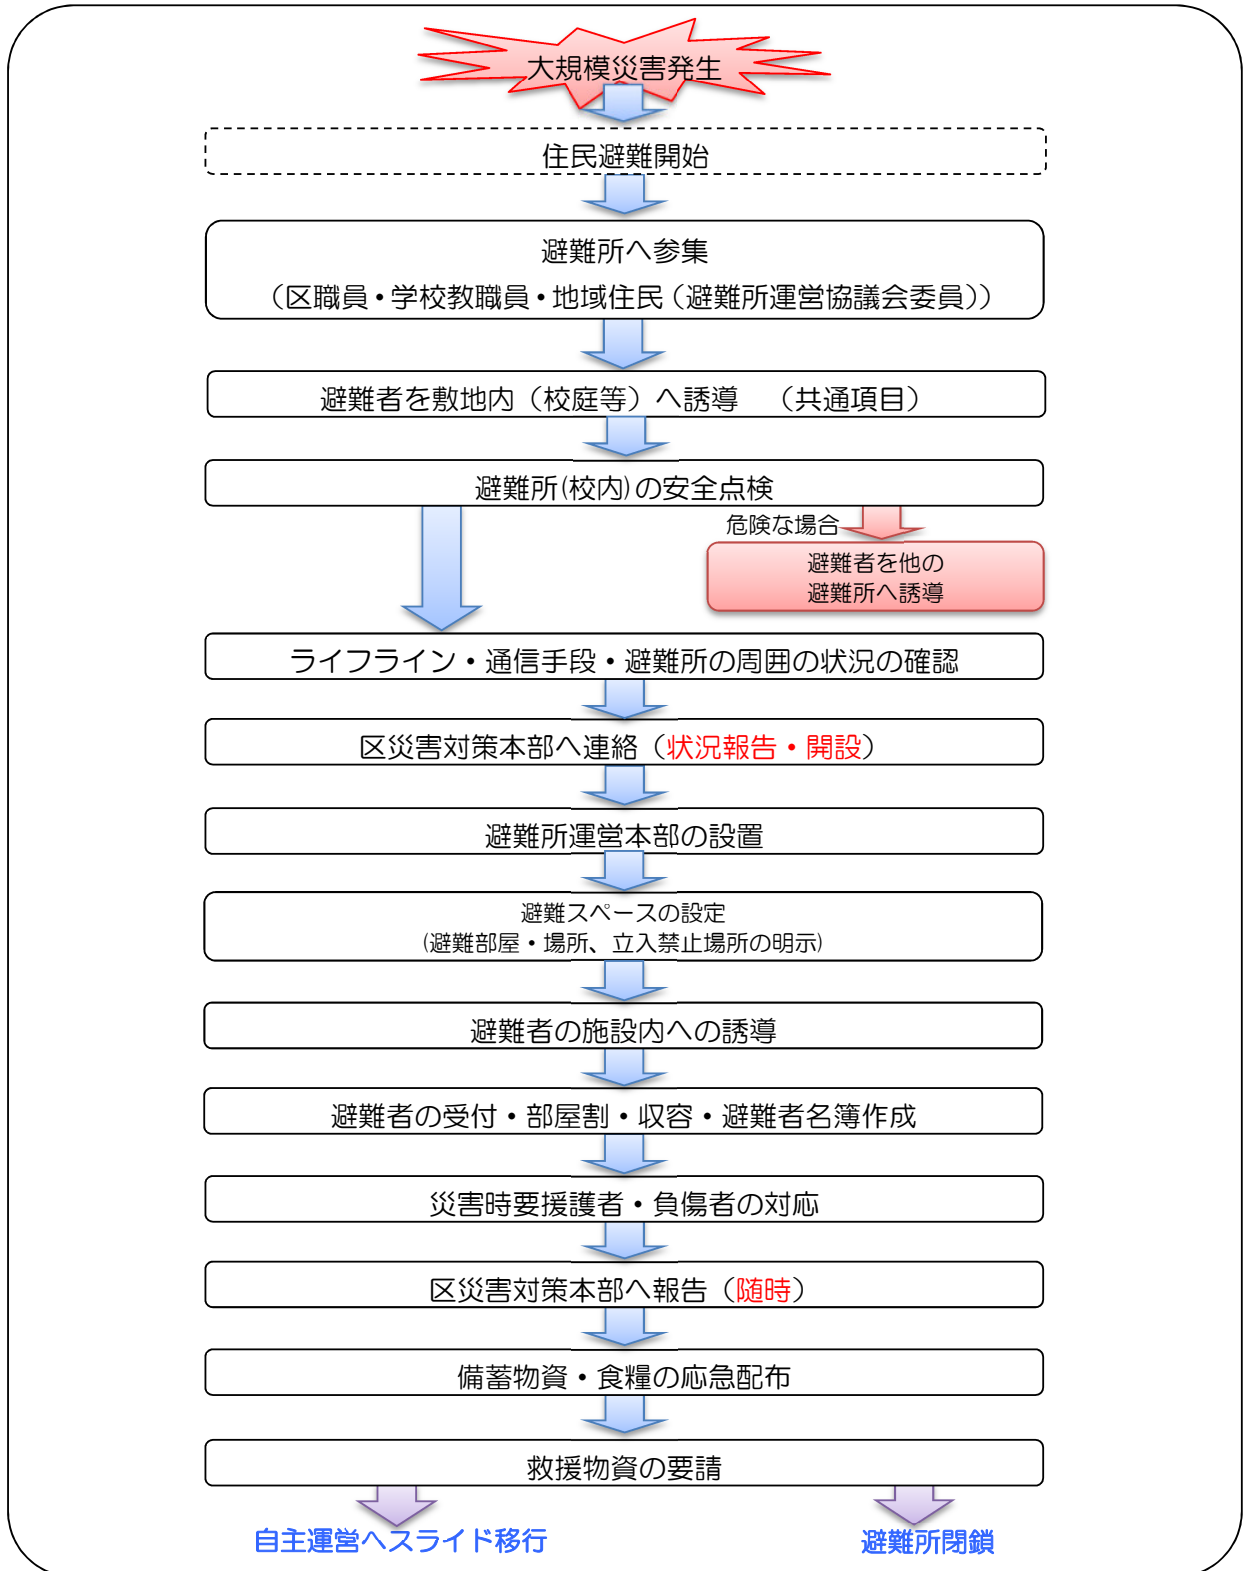 大規模災害発生
住民避難開始
避難所へ参集
（区職員・学校教職員・地域住民（避難所運営協議会委員））
避難者を敷地内（校庭等）へ誘導　（共通項目）
避難所(校内)の安全点検
危険な場合
避難者を他の
避難所へ誘導
ライフライン・通信手段・避難所の周囲の状況の確認
区災害対策本部へ連絡（状況報告・開設）
避難所運営本部の設置
避難スペースの設定
(避難部屋・場所、立入禁止場所の明示)
避難者の施設内への誘導
避難者の受付・部屋割・収容・避難者名簿作成
災害時要援護者・負傷者の対応
区災害対策本部へ報告（随時）
備蓄物資・食糧の応急配布
救援物資の要請
自主運営へスライド移行
避難所閉鎖